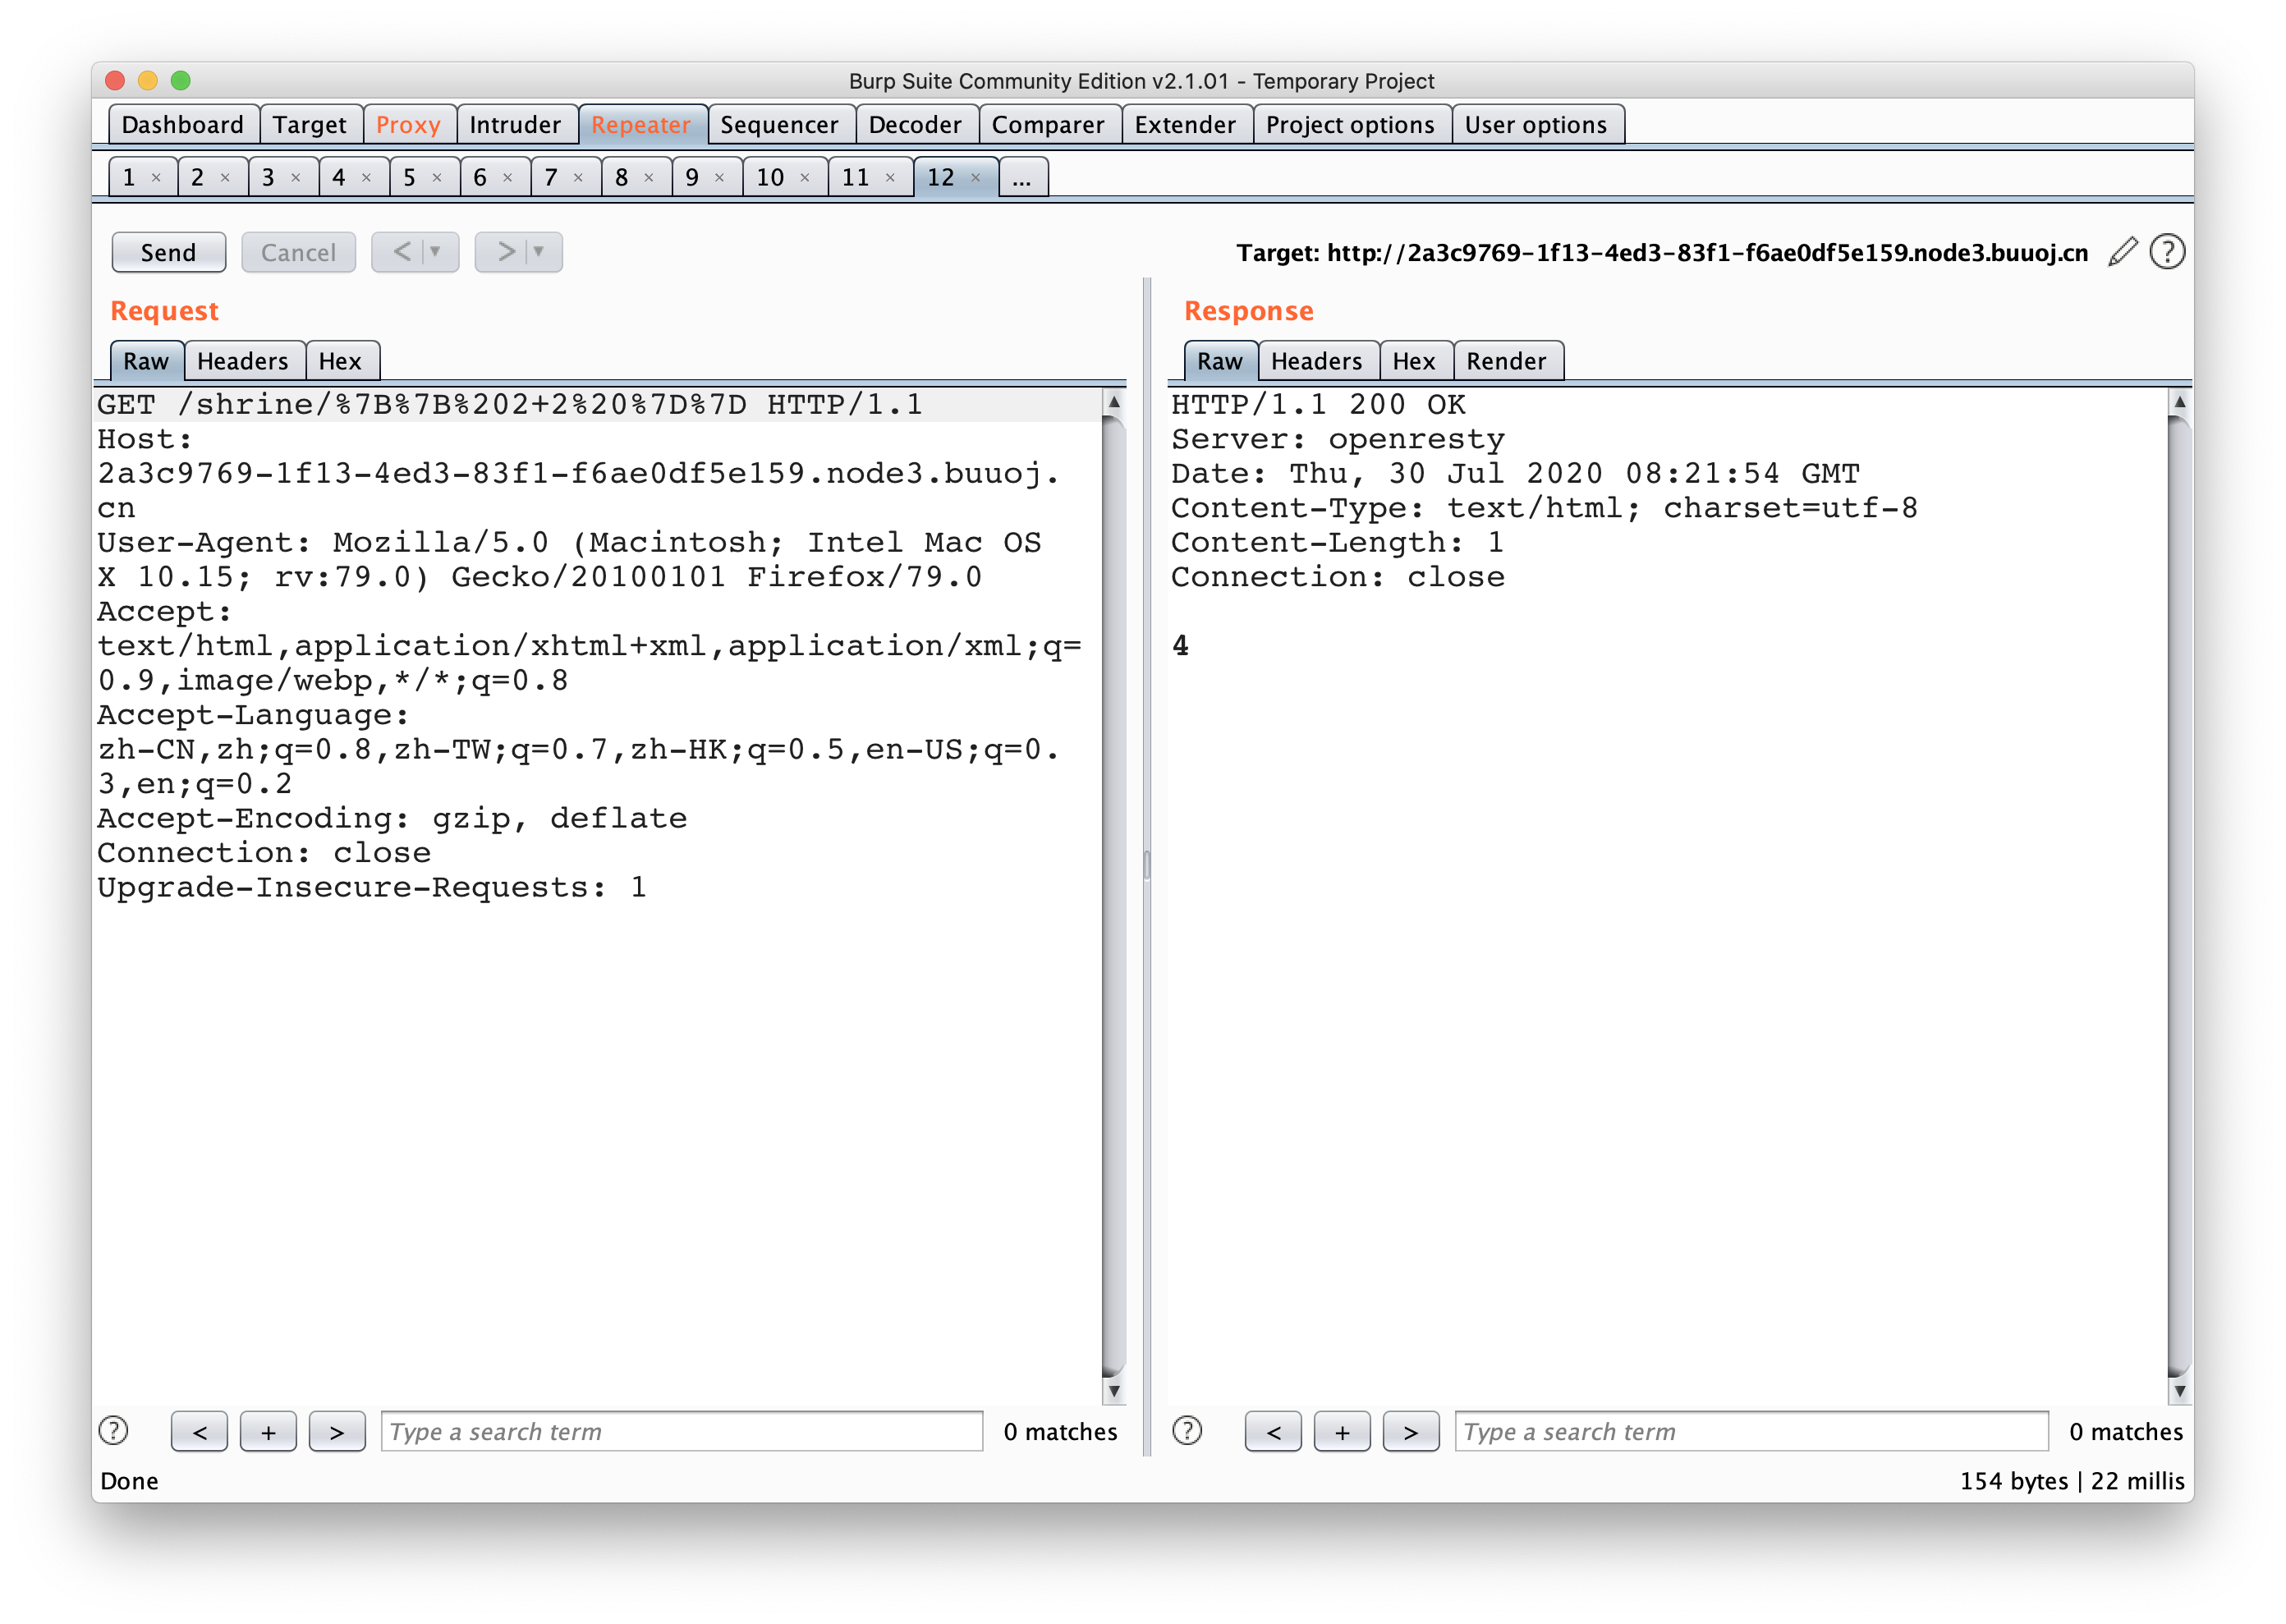 Burp Suite Community Edition v2.1.01 - Temporary Project
Dashboard Target Proxy Intruder Repeater Sequencer Decoder Comparer Extender Project options User options
1 × 2 × 3 × 4 × 5 × 6 × 7 × 8 × 9 × 10 × 11 × 12 × ...
Send Cancel < ▼ > ▼ Target: http://2a3c9769-1f13-4ed3-83f1-f6ae0df5e159.node3.buuoj.cn ?
Request
Raw Headers Hex
GET /shrine/%7B%7B%202+2%20%7D%7D HTTP/1.1
Host:
2a3c9769-1f13-4ed3-83f1-f6ae0df5e159.node3.buuoj.
cn
User-Agent: Mozilla/5.0 (Macintosh; Intel Mac OS
X 10.15; rv:79.0) Gecko/20100101 Firefox/79.0
Accept:
text/html,application/xhtml+xml,application/xml;q=
0.9,image/webp,*/*;q=0.8
Accept-Language:
zh-CN,zh;q=0.8,zh-TW;q=0.7,zh-HK;q=0.5,en-US;q=0.
3,en;q=0.2
Accept-Encoding: gzip, deflate
Connection: close
Upgrade-Insecure-Requests: 1
? < + > Type a search term 0 matches
Response
Raw Headers Hex Render
HTTP/1.1 200 OK
Server: openresty
Date: Thu, 30 Jul 2020 08:21:54 GMT
Content-Type: text/html; charset=utf-8
Content-Length: 1
Connection: close
4
? < + > Type a search term 0 matches
Done 154 bytes | 22 millis